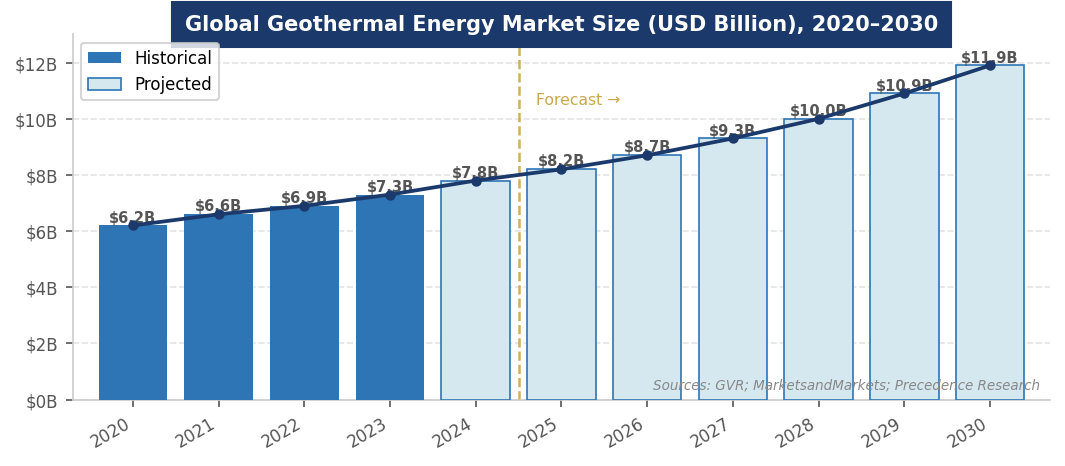 Global Geothermal Energy Market Size (USD Billion), 2020–2030
Historical
Projected
Forecast →
$12B
$10B
$8B
$6B
$4B
$2B
$0B
$6.2B
$6.6B
$6.9B
$7.3B
$7.8B
$8.2B
$8.7B
$9.3B
$10.0B
$10.9B
$11.9B
Sources: GVR; MarketsandMarkets; Precedence Research
2020
2021
2022
2023
2024
2025
2026
2027
2028
2029
2030